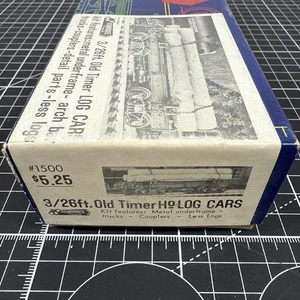 3/26ft. Old Timer LOG CARS
Kit features: metal underframe - arch b.
trucks - couplers - detail parts - less logs
#1500
$5.25
3/26ft. Old Timer HO LOG CARS
Kit Features: Metal underframe -
trucks - Couplers - Less Logs